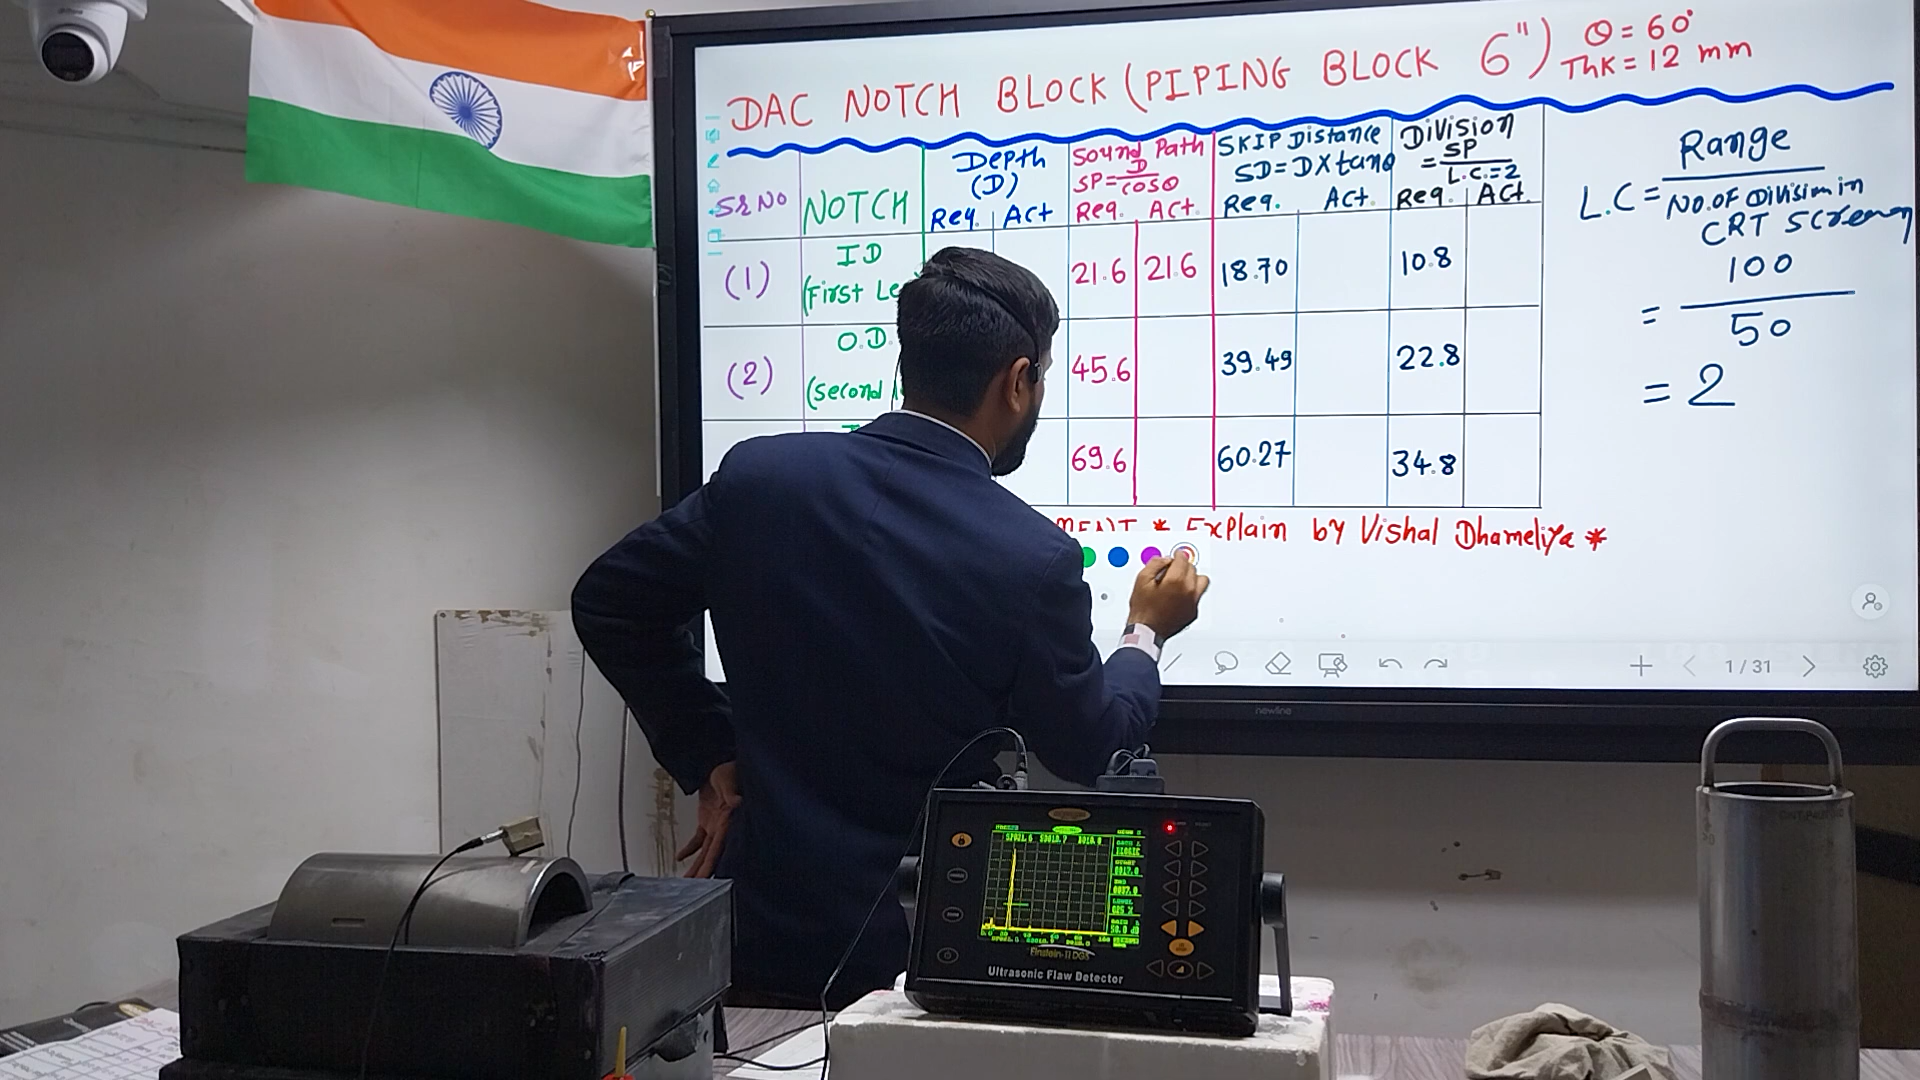 DAC NOTCH BLOCK (PIPING BLOCK 6")
θ = 60°
Thk = 12 mm
Sr No
NOTCH
Depth
(D)
Req. Act
Sound Path
SP = D
cosθ
Req. Act.
SKIP Distance
SD = D X tanθ
Req. Act.
Division
= SP
L.C. = 2
Req. Act.
(1)
ID
(First Le
21.6 21.6 18.70 10.8
(2)
O.D.
(Second
45.6 39.49 22.8
69.6 60.27 34.8
* Explain by Vishal Dhameliya *
L.C = Range
No. OF Division in
CRT Screen
= 100
50
= 2
1 / 31
newline
Einstein-II DGS
Ultrasonic Flaw Detector